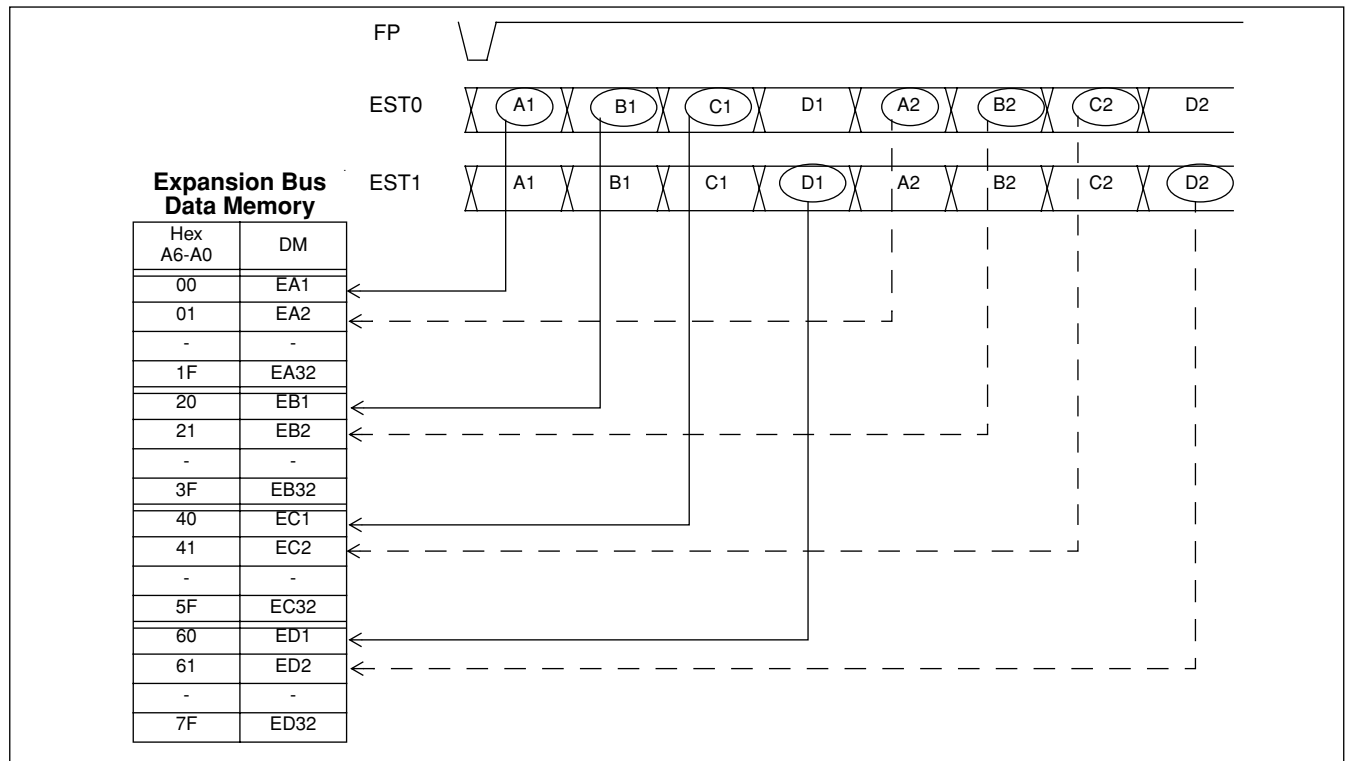 FP
EST0 A1 B1 C1 D1 A2 B2 C2 D2
EST1 A1 B1 C1 D1 A2 B2 C2 D2
Expansion Bus
Data Memory
Hex
A6-A0 DM
00 EA1
01 EA2
- -
1F EA32
20 EB1
21 EB2
- -
3F EB32
40 EC1
41 EC2
- -
5F EC32
60 ED1
61 ED2
- -
7F ED32